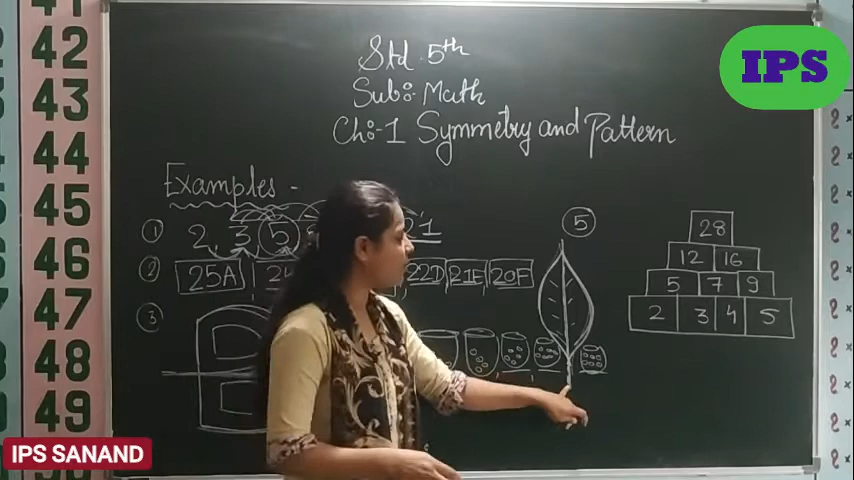 IPS
Std. 5th
Sub:- Math
Ch:-1 Symmetry and Pattern
Examples -
① 2, 3 5 21
② 25A 22D 21E 20F
③
⑤
28
12 16
5 7 9
2 3 4 5
42
43
44
45
46
47
48
49
IPS SANAND